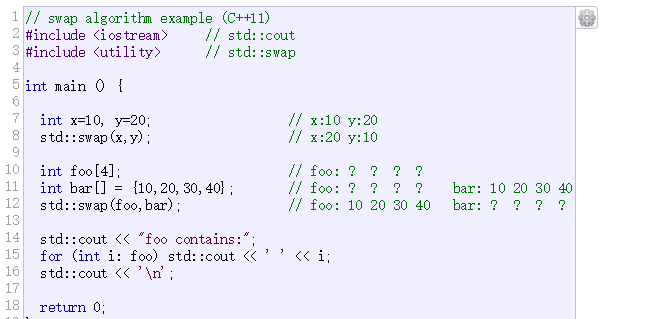 1 // swap algorithm example (C++11)
2 #include <iostream>     // std::cout
3 #include <utility>      // std::swap
4
5 int main () {
6
7   int x=10, y=20;                  // x:10 y:20
8   std::swap(x,y);                  // x:20 y:10
9
10   int foo[4];                      // foo: ?  ?  ?  ?
11   int bar[] = {10,20,30,40};       // foo: ?  ?  ?  ?    bar: 10 20 30 40
12   std::swap(foo,bar);              // foo: 10 20 30 40   bar: ?  ?  ?  ?
13
14   std::cout << "foo contains:";
15   for (int i: foo) std::cout << ' ' << i;
16   std::cout << '\n';
17
18   return 0;